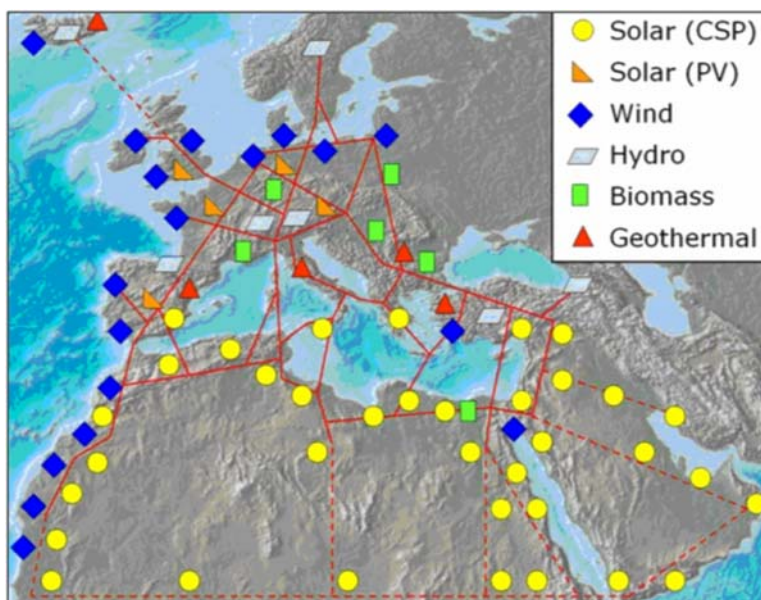 Solar (CSP)
Solar (PV)
Wind
Hydro
Biomass
Geothermal